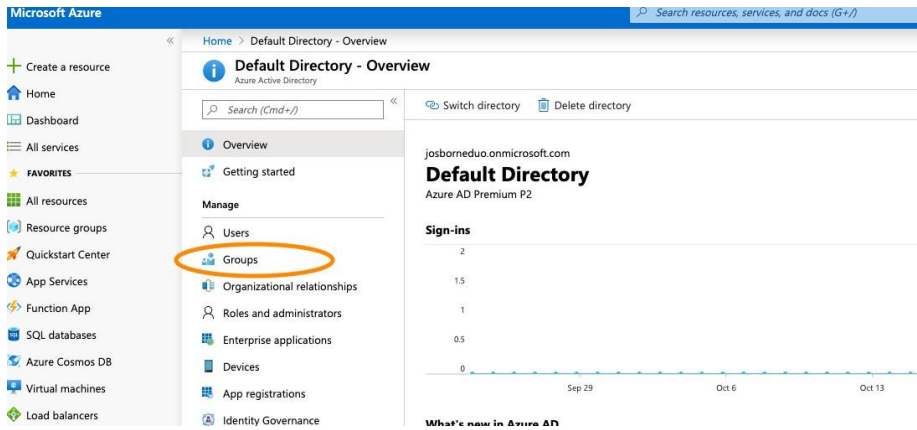 Microsoft Azure
Search resources, services, and docs (G+/)
Home > Default Directory - Overview
Create a resource
Home
Dashboard
All services
FAVORITES
All resources
Resource groups
Quickstart Center
App Services
Function App
SQL databases
Azure Cosmos DB
Virtual machines
Load balancers
Default Directory - Overview
Azure Active Directory
Search (Cmd+/)
Overview
Getting started
Manage
Users
Groups
Organizational relationships
Roles and administrators
Enterprise applications
Devices
App registrations
Identity Governance
Switch directory
Delete directory
josborneduo.onmicrosoft.com
Default Directory
Azure AD Premium P2
Sign-ins
2
1.5
1
0.5
0
Sep 29
Oct 6
Oct 13
What's new in Azure AD